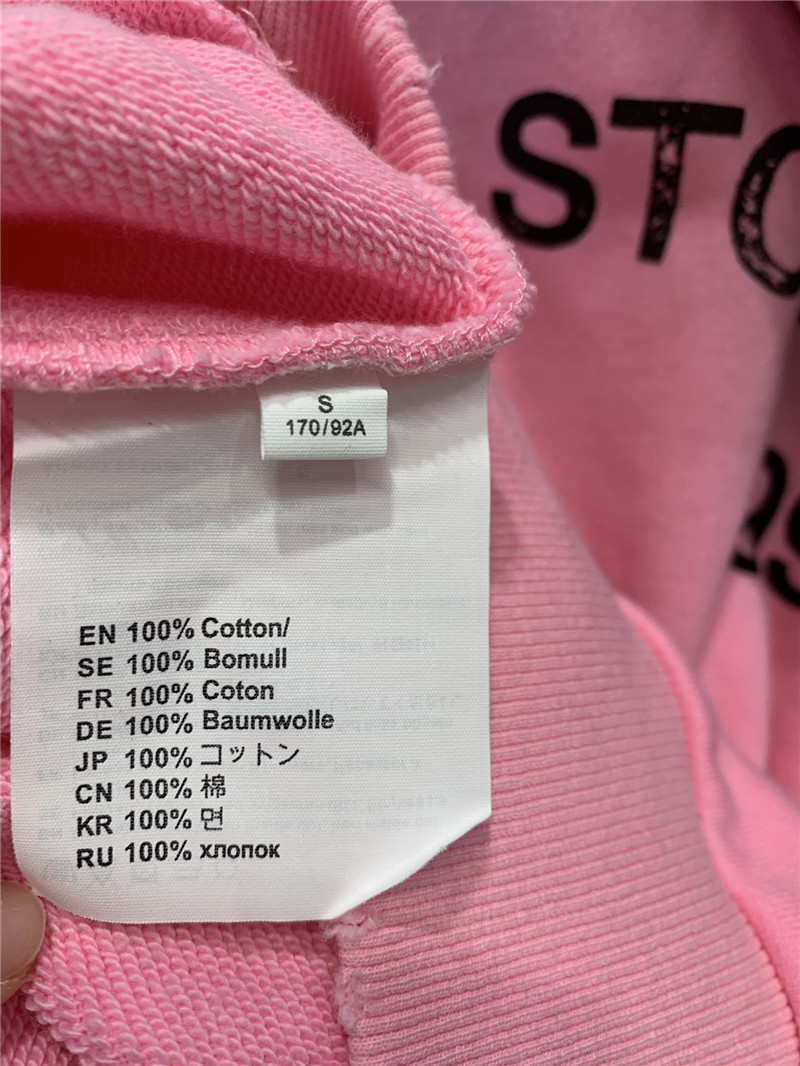 STO
S
170/92A
EN 100% Cotton/
SE 100% Bomull
FR 100% Coton
DE 100% Baumwolle
JP 100% コットン
CN 100% 棉
KR 100% 면
RU 100% хлопок